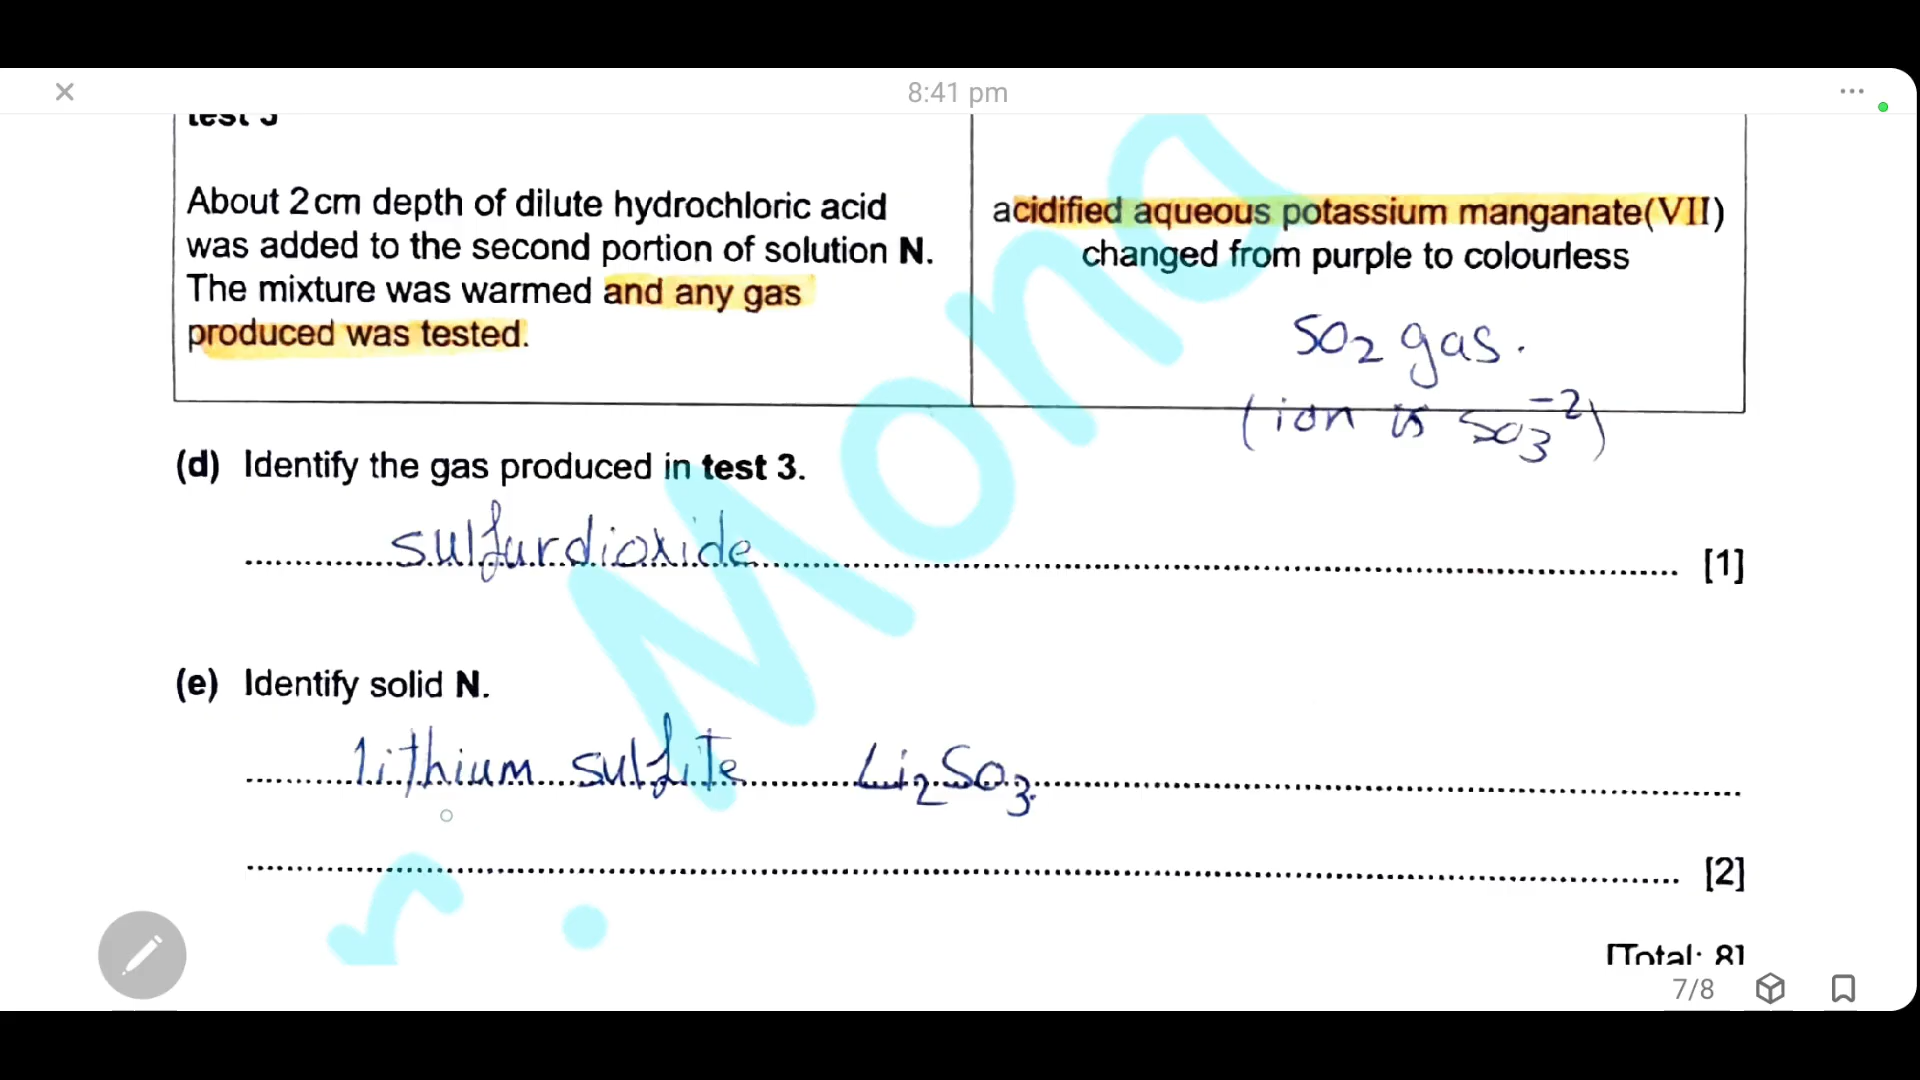 8:41 pm
test 3
About 2 cm depth of dilute hydrochloric acid
was added to the second portion of solution N.
The mixture was warmed and any gas
produced was tested.
acidified aqueous potassium manganate(VII)
changed from purple to colourless
SO2 gas.
(ion is SO3 -2)
(d) Identify the gas produced in test 3.
sulfurdioxide
[1]
(e) Identify solid N.
lithium sulfite Li2SO3.
[2]
[Total: 8]
7/8
Mona